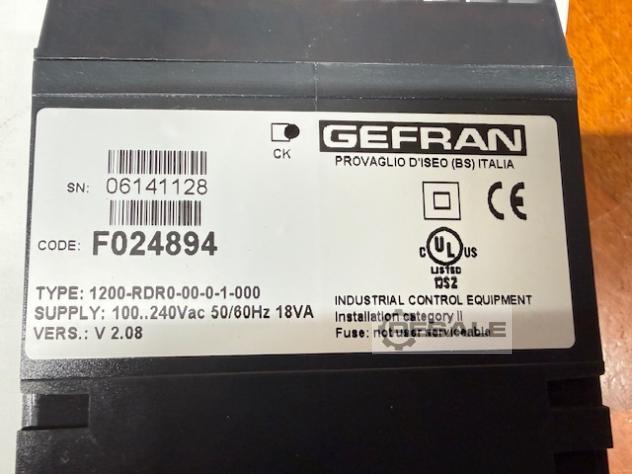 CK
GEFRAN
PROVAGLIO D'ISEO (BS) ITALIA
SN: 06141128
CODE: F024894
C UL US
LISTED
TYPE: 1200-RDR0-00-0-1-000
SUPPLY: 100..240Vac 50/60Hz 18VA
VERS.: V 2.08
CE
INDUSTRIAL CONTROL EQUIPMENT
Installation category II
Fuse: not user serviceable